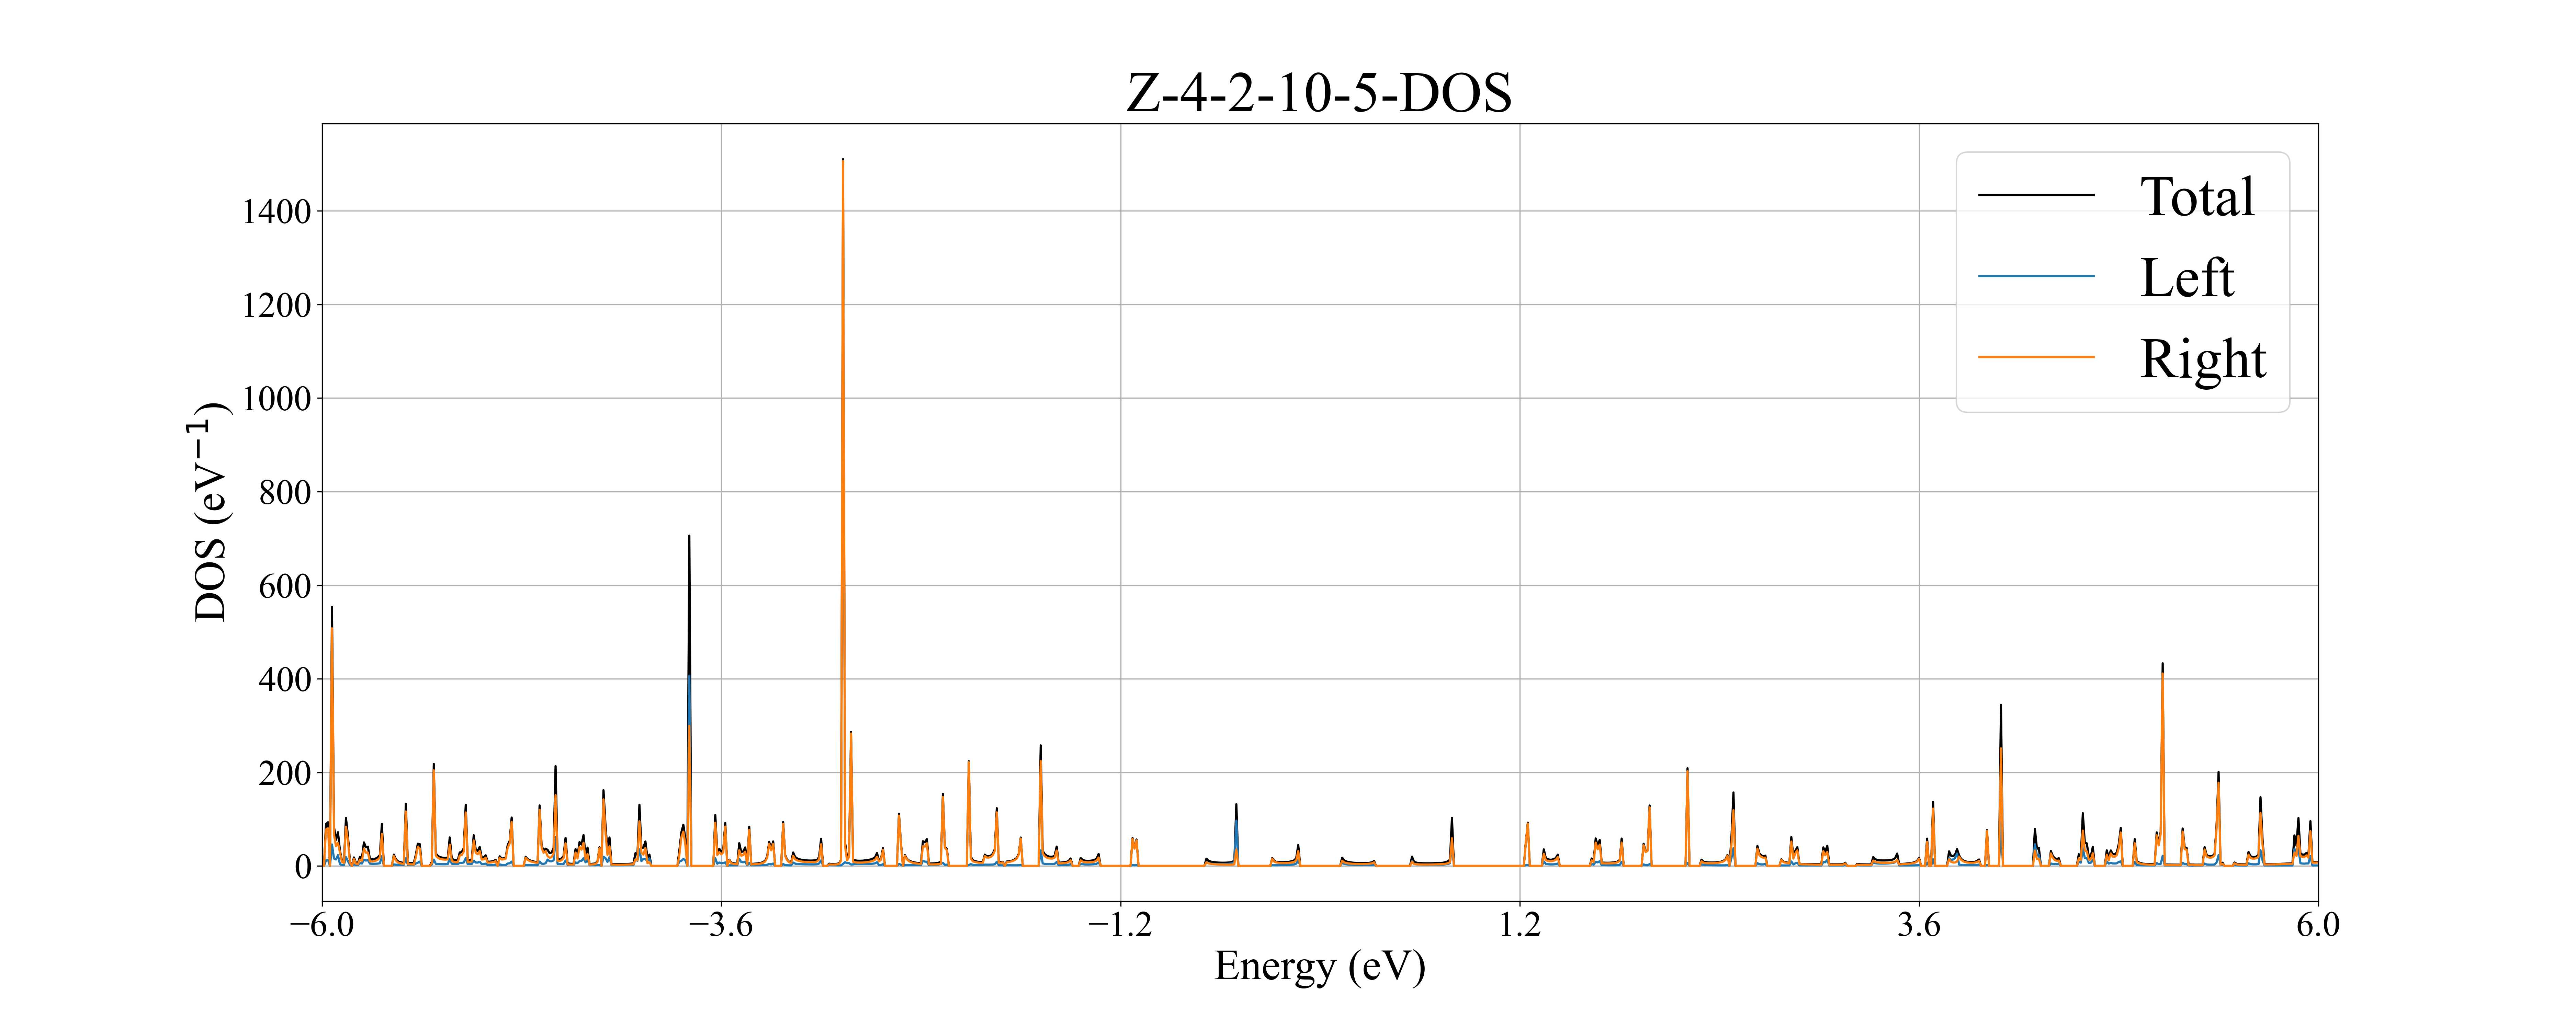 Z-4-2-10-5-DOS
Total
Left
Right
1400
1200
1000
800
600
400
200
0
DOS (eV⁻¹)
−6.0
−3.6
−1.2
1.2
3.6
6.0
Energy (eV)